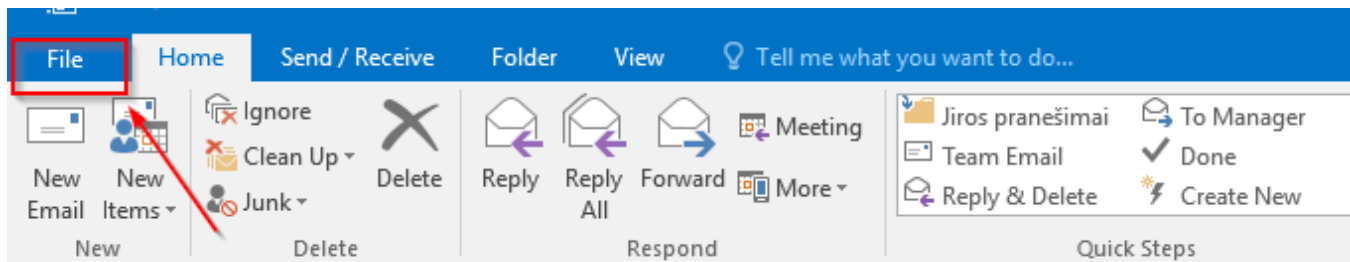 File Home Send / Receive Folder View Tell me what you want to do...
New Email
New Items
Ignore
Clean Up
Junk
Delete
Reply
Reply All
Forward
Meeting
More
Jiros pranešimai
Team Email
Reply & Delete
To Manager
Done
Create New
New Delete Respond Quick Steps